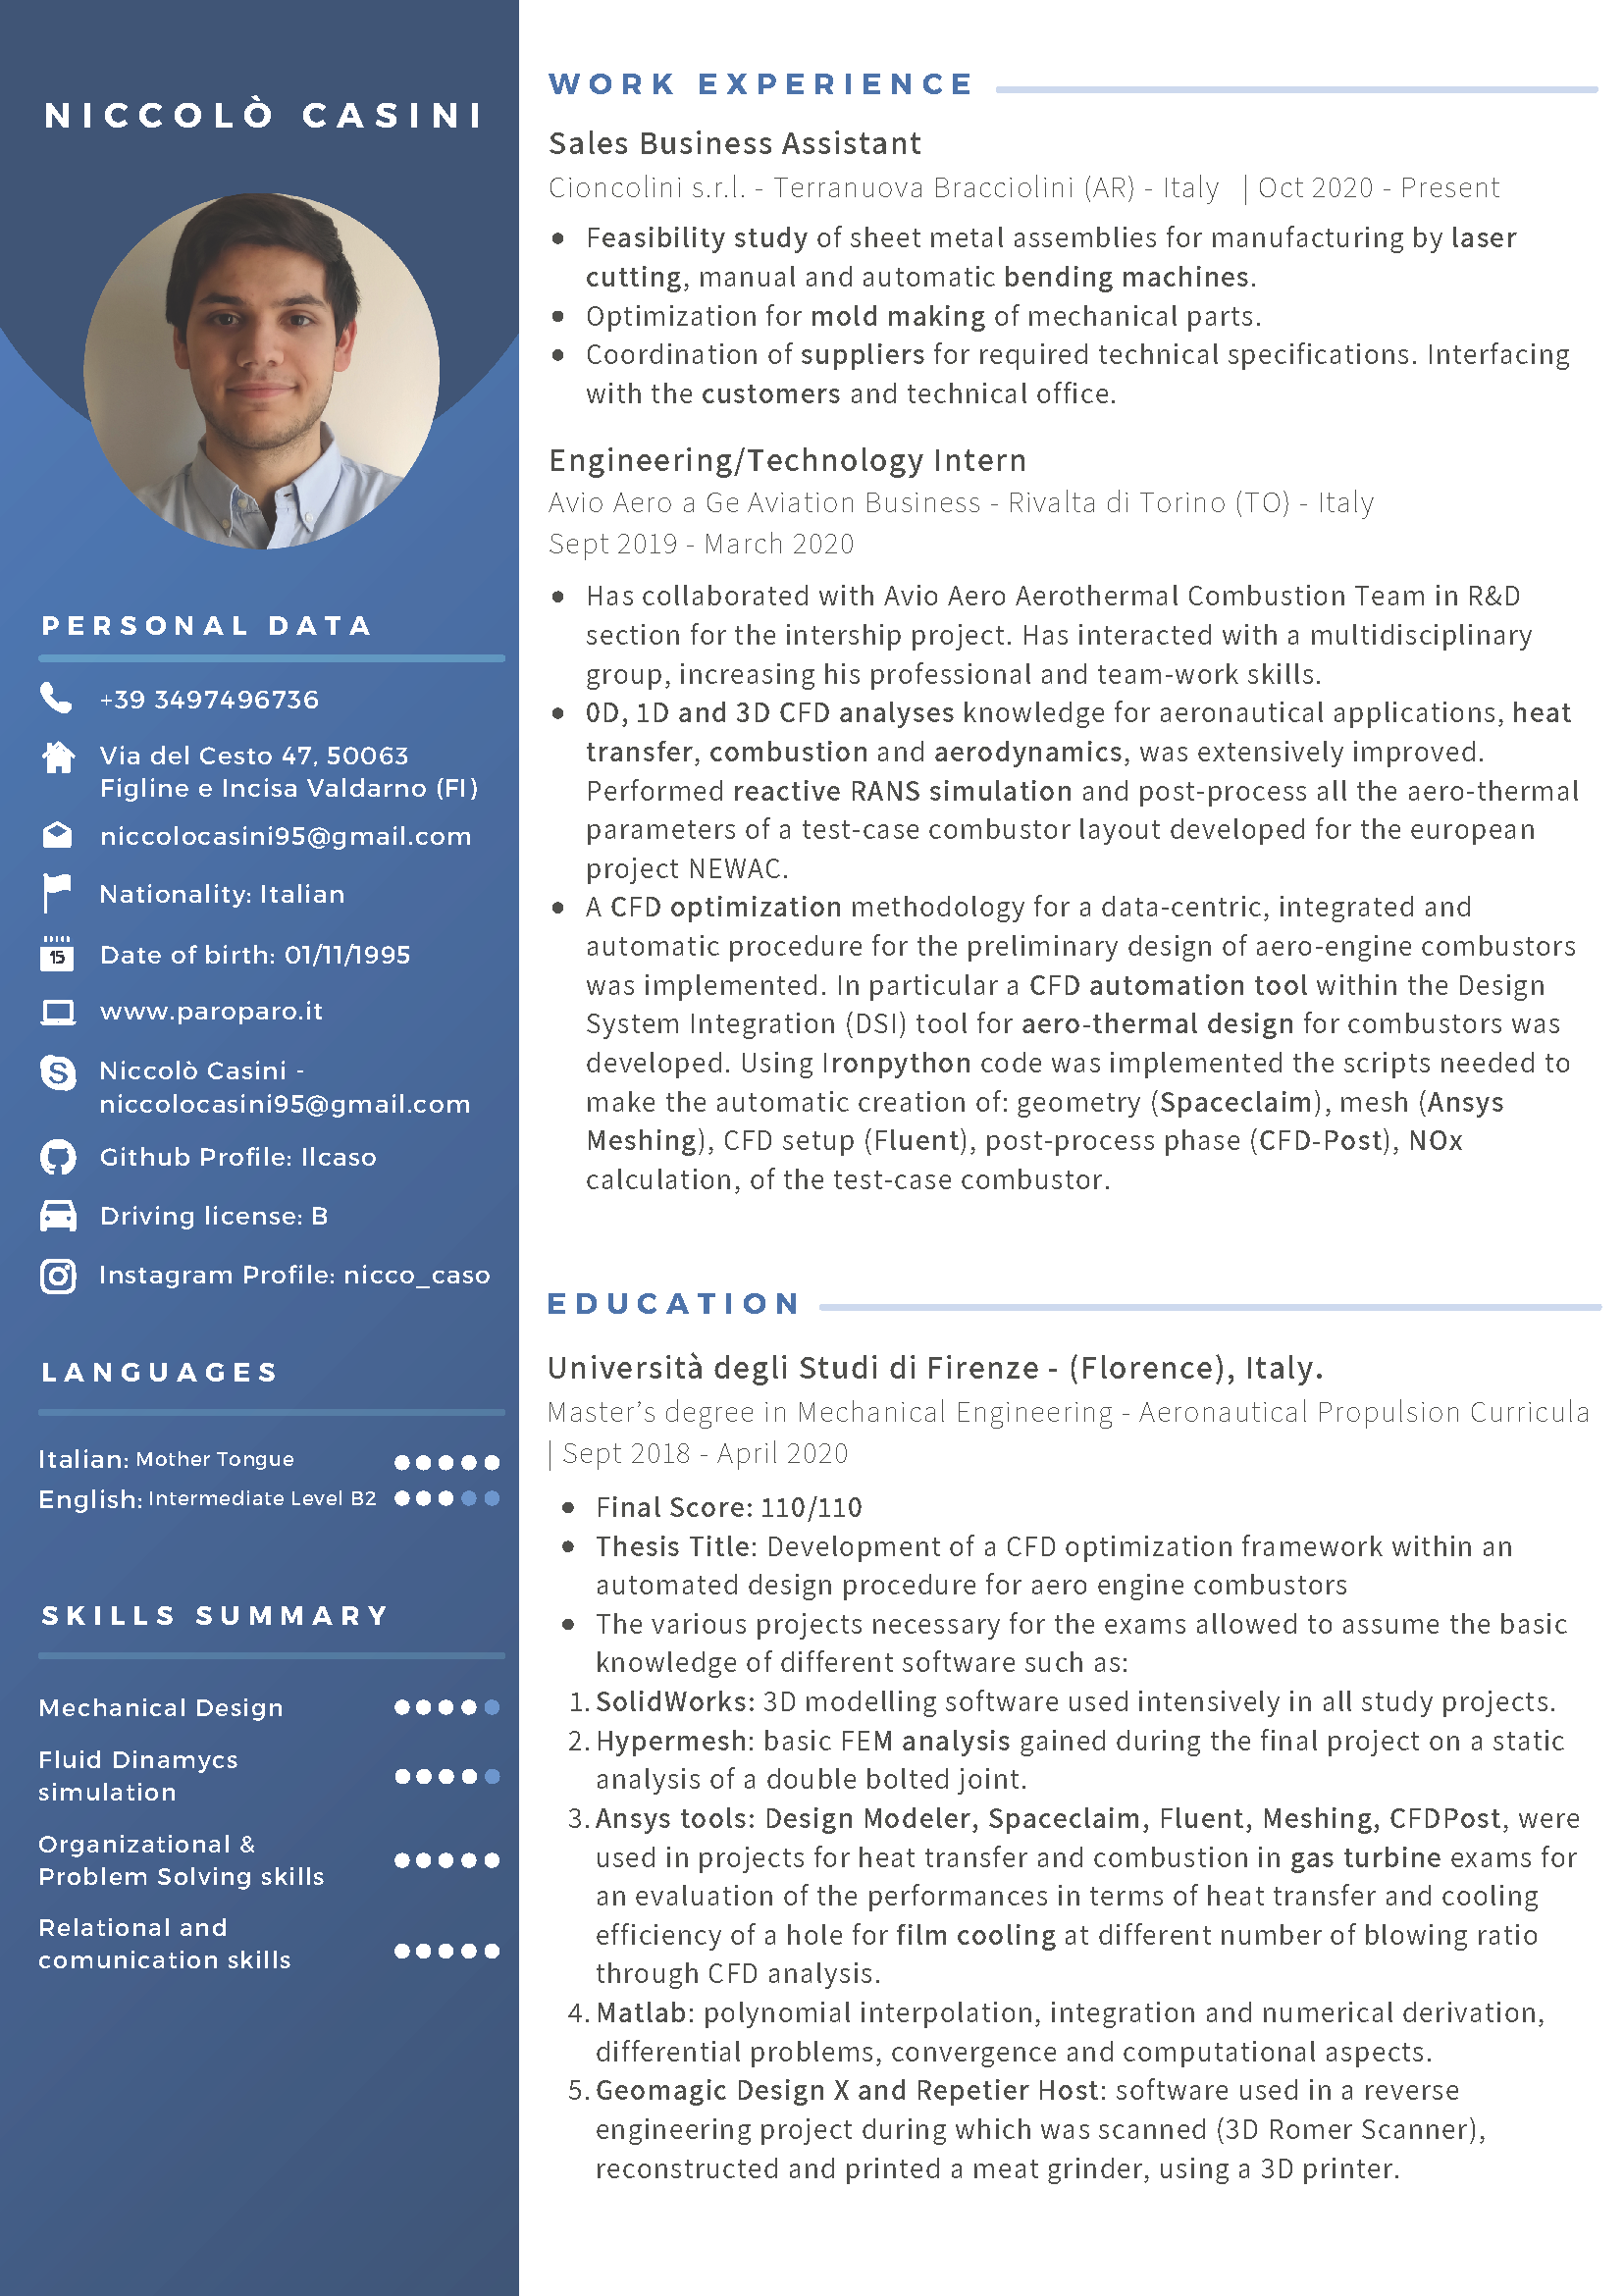 NICCOLÒ CASINI
PERSONAL DATA
+39 3497496736
Via del Cesto 47, 50063
Figline e Incisa Valdarno (FI)
niccolocasini95@gmail.com
Nationality: Italian
15
Date of birth: 01/11/1995
www.paroparo.it
Niccolò Casini -
niccolocasini95@gmail.com
Github Profile: Ilcaso
Driving license: B
Instagram Profile: nicco_caso
LANGUAGES
Italian: Mother Tongue
English: Intermediate Level B2
SKILLS SUMMARY
Mechanical Design
Fluid Dinamycs
simulation
Organizational &
Problem Solving skills
Relational and
comunication skills
WORK EXPERIENCE
Sales Business Assistant
Cioncolini s.r.l. - Terranuova Bracciolini (AR) - Italy | Oct 2020 - Present
• Feasibility study of sheet metal assemblies for manufacturing by laser
cutting, manual and automatic bending machines.
• Optimization for mold making of mechanical parts.
• Coordination of suppliers for required technical specifications. Interfacing
with the customers and technical office.
Engineering/Technology Intern
Avio Aero a Ge Aviation Business - Rivalta di Torino (TO) - Italy
Sept 2019 - March 2020
• Has collaborated with Avio Aero Aerothermal Combustion Team in R&D
section for the intership project. Has interacted with a multidisciplinary
group, increasing his professional and team-work skills.
• 0D, 1D and 3D CFD analyses knowledge for aeronautical applications, heat
transfer, combustion and aerodynamics, was extensively improved.
Performed reactive RANS simulation and post-process all the aero-thermal
parameters of a test-case combustor layout developed for the european
project NEWAC.
• A CFD optimization methodology for a data-centric, integrated and
automatic procedure for the preliminary design of aero-engine combustors
was implemented. In particular a CFD automation tool within the Design
System Integration (DSI) tool for aero-thermal design for combustors was
developed. Using Ironpython code was implemented the scripts needed to
make the automatic creation of: geometry (Spaceclaim), mesh (Ansys
Meshing), CFD setup (Fluent), post-process phase (CFD-Post), NOx
calculation, of the test-case combustor.
EDUCATION
Università degli Studi di Firenze - (Florence), Italy.
Master's degree in Mechanical Engineering - Aeronautical Propulsion Curricula
| Sept 2018 - April 2020
• Final Score: 110/110
• Thesis Title: Development of a CFD optimization framework within an
automated design procedure for aero engine combustors
• The various projects necessary for the exams allowed to assume the basic
knowledge of different software such as:
1. SolidWorks: 3D modelling software used intensively in all study projects.
2. Hypermesh: basic FEM analysis gained during the final project on a static
analysis of a double bolted joint.
3. Ansys tools: Design Modeler, Spaceclaim, Fluent, Meshing, CFDPost, were
used in projects for heat transfer and combustion in gas turbine exams for
an evaluation of the performances in terms of heat transfer and cooling
efficiency of a hole for film cooling at different number of blowing ratio
through CFD analysis.
4. Matlab: polynomial interpolation, integration and numerical derivation,
differential problems, convergence and computational aspects.
5. Geomagic Design X and Repetier Host: software used in a reverse
engineering project during which was scanned (3D Romer Scanner),
reconstructed and printed a meat grinder, using a 3D printer.